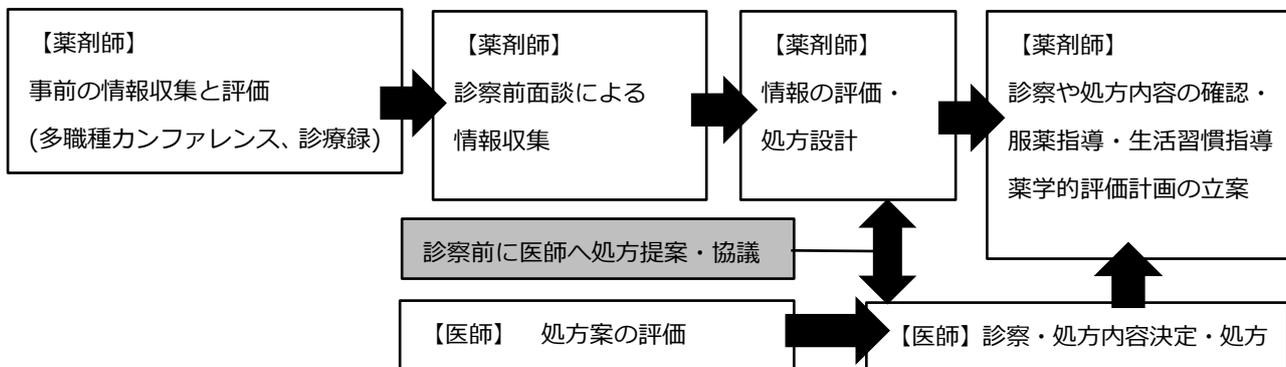 【薬剤師】
事前の情報収集と評価
(多職種カンファレンス、診療録)
【薬剤師】
診察前面談による
情報収集
【薬剤師】
情報の評価・
処方設計
【薬剤師】
診察や処方内容の確認・
服薬指導・生活習慣指導
薬学的評価計画の立案
診察前に医師へ処方提案・協議
【医師】　処方案の評価
【医師】診察・処方内容決定・処方